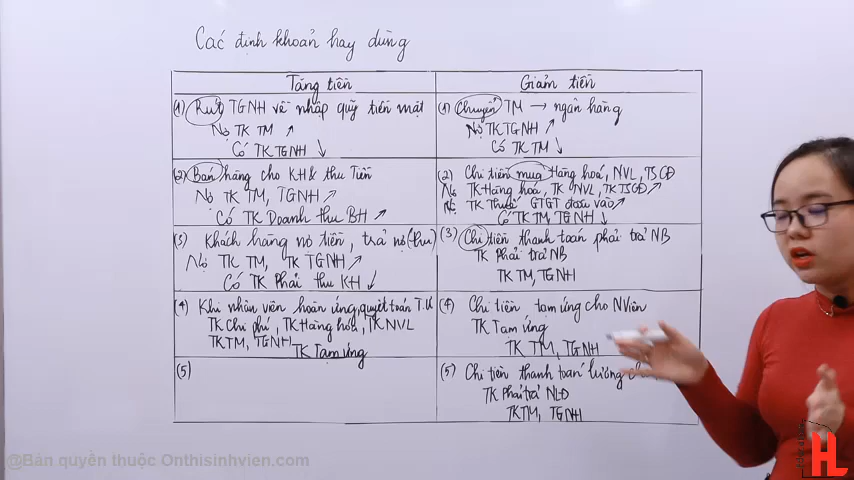 Các định khoản hay dùng
Tăng tiền
(1) Rút TGNH về nhập quỹ tiền mặt
Nợ TK TM ↗
Có TK TGNH ↓
(2) Bán hàng cho KH & thu Tiền
Nợ TK TM, TGNH ↗
Có TK Doanh thu BH ↗
(3) Khách hàng nợ tiền, trả nợ (thu)
Nợ TK TM, TK TGNH ↗
Có TK Phải thu KH ↓
(4) Khi nhân viên hoàn ứng, quyết toán T.Ư
TK Chi phí, TK Hàng hóa, TK NVL
TK TM, TGNH
TK Tạm ứng
(5)
Giảm tiền
(1) Chuyển TM → ngân hàng
Nợ TK TGNH ↗
Có TK TM ↓
(2) Chi tiền mua Hàng hoá, NVL, TSCĐ
Nợ TK Hàng hóa, TK NVL, TK TSCĐ ↗
Nợ TK Thuế GTGT đầu vào ↗
Có TK TM, TGNH ↓
(3) Chi tiền thanh toán phải trả NB
TK Phải trả NB
TK TM, TGNH
(4) Chi tiền tạm ứng cho NViên
TK Tạm ứng
TK TM, TGNH
(5) Chi tiền thanh toán lương
TK Phải trả NLĐ
TK TM, TGNH
@Bản quyền thuộc Onthisinhvien.com
HL